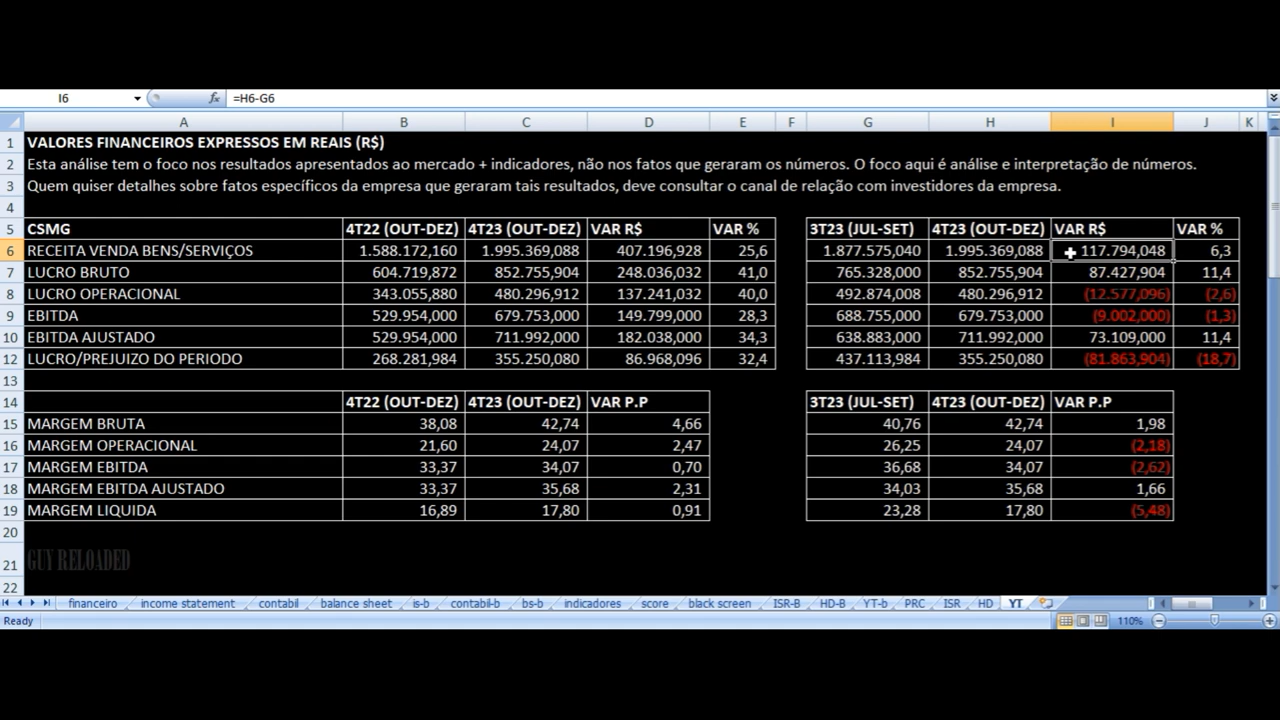 I6 fx =H6-G6
A B C D E F G H I J K
1 VALORES FINANCEIROS EXPRESSOS EM REAIS (R$)
2 Esta análise tem o foco nos resultados apresentados ao mercado + indicadores, não nos fatos que geraram os números. O foco aqui é análise e interpretação de números.
3 Quem quiser detalhes sobre fatos específicos da empresa que geraram tais resultados, deve consultar o canal de relação com investidores da empresa.
4
5 CSMG 4T22 (OUT-DEZ) 4T23 (OUT-DEZ) VAR R$ VAR % 3T23 (JUL-SET) 4T23 (OUT-DEZ) VAR R$ VAR %
6 RECEITA VENDA BENS/SERVIÇOS 1.588.172,160 1.995.369,088 407.196,928 25,6 1.877.575,040 1.995.369,088 117.794,048 6,3
7 LUCRO BRUTO 604.719,872 852.755,904 248.036,032 41,0 765.328,000 852.755,904 87.427,904 11,4
8 LUCRO OPERACIONAL 343.055,880 480.296,912 137.241,032 40,0 492.874,008 480.296,912 (12.577,096) (2,6)
9 EBITDA 529.954,000 679.753,000 149.799,000 28,3 688.755,000 679.753,000 (9.002,000) (1,3)
10 EBITDA AJUSTADO 529.954,000 711.992,000 182.038,000 34,3 638.883,000 711.992,000 73.109,000 11,4
12 LUCRO/PREJUIZO DO PERIODO 268.281,984 355.250,080 86.968,096 32,4 437.113,984 355.250,080 (81.863,904) (18,7)
13
14 4T22 (OUT-DEZ) 4T23 (OUT-DEZ) VAR P.P 3T23 (JUL-SET) 4T23 (OUT-DEZ) VAR P.P
15 MARGEM BRUTA 38,08 42,74 4,66 40,76 42,74 1,98
16 MARGEM OPERACIONAL 21,60 24,07 2,47 26,25 24,07 (2,18)
17 MARGEM EBITDA 33,37 34,07 0,70 36,68 34,07 (2,62)
18 MARGEM EBITDA AJUSTADO 33,37 35,68 2,31 34,03 35,68 1,66
19 MARGEM LIQUIDA 16,89 17,80 0,91 23,28 17,80 (5,48)
20
21 GUY RELOADED
22
financeiro income statement contabil balance sheet is-b contabil-b bs-b indicadores score black screen ISR-B HD-B YT-b PRC ISR HD YT
Ready 110%